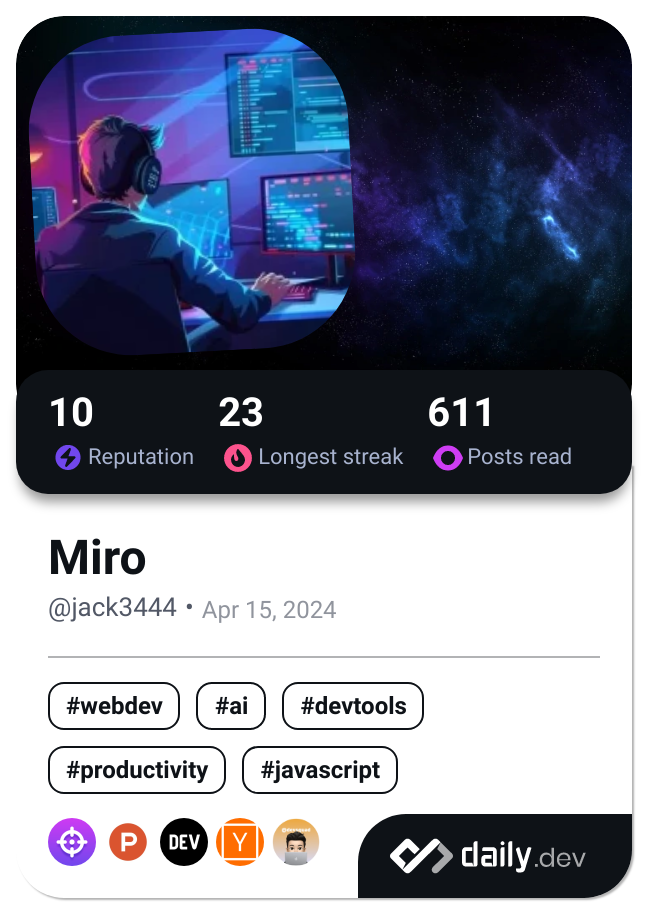 10 23 611
Reputation Longest streak Posts read
Miro
@jack3444 • Apr 15, 2024
#webdev #ai #devtools
#productivity #javascript
P DEV Y
daily.dev